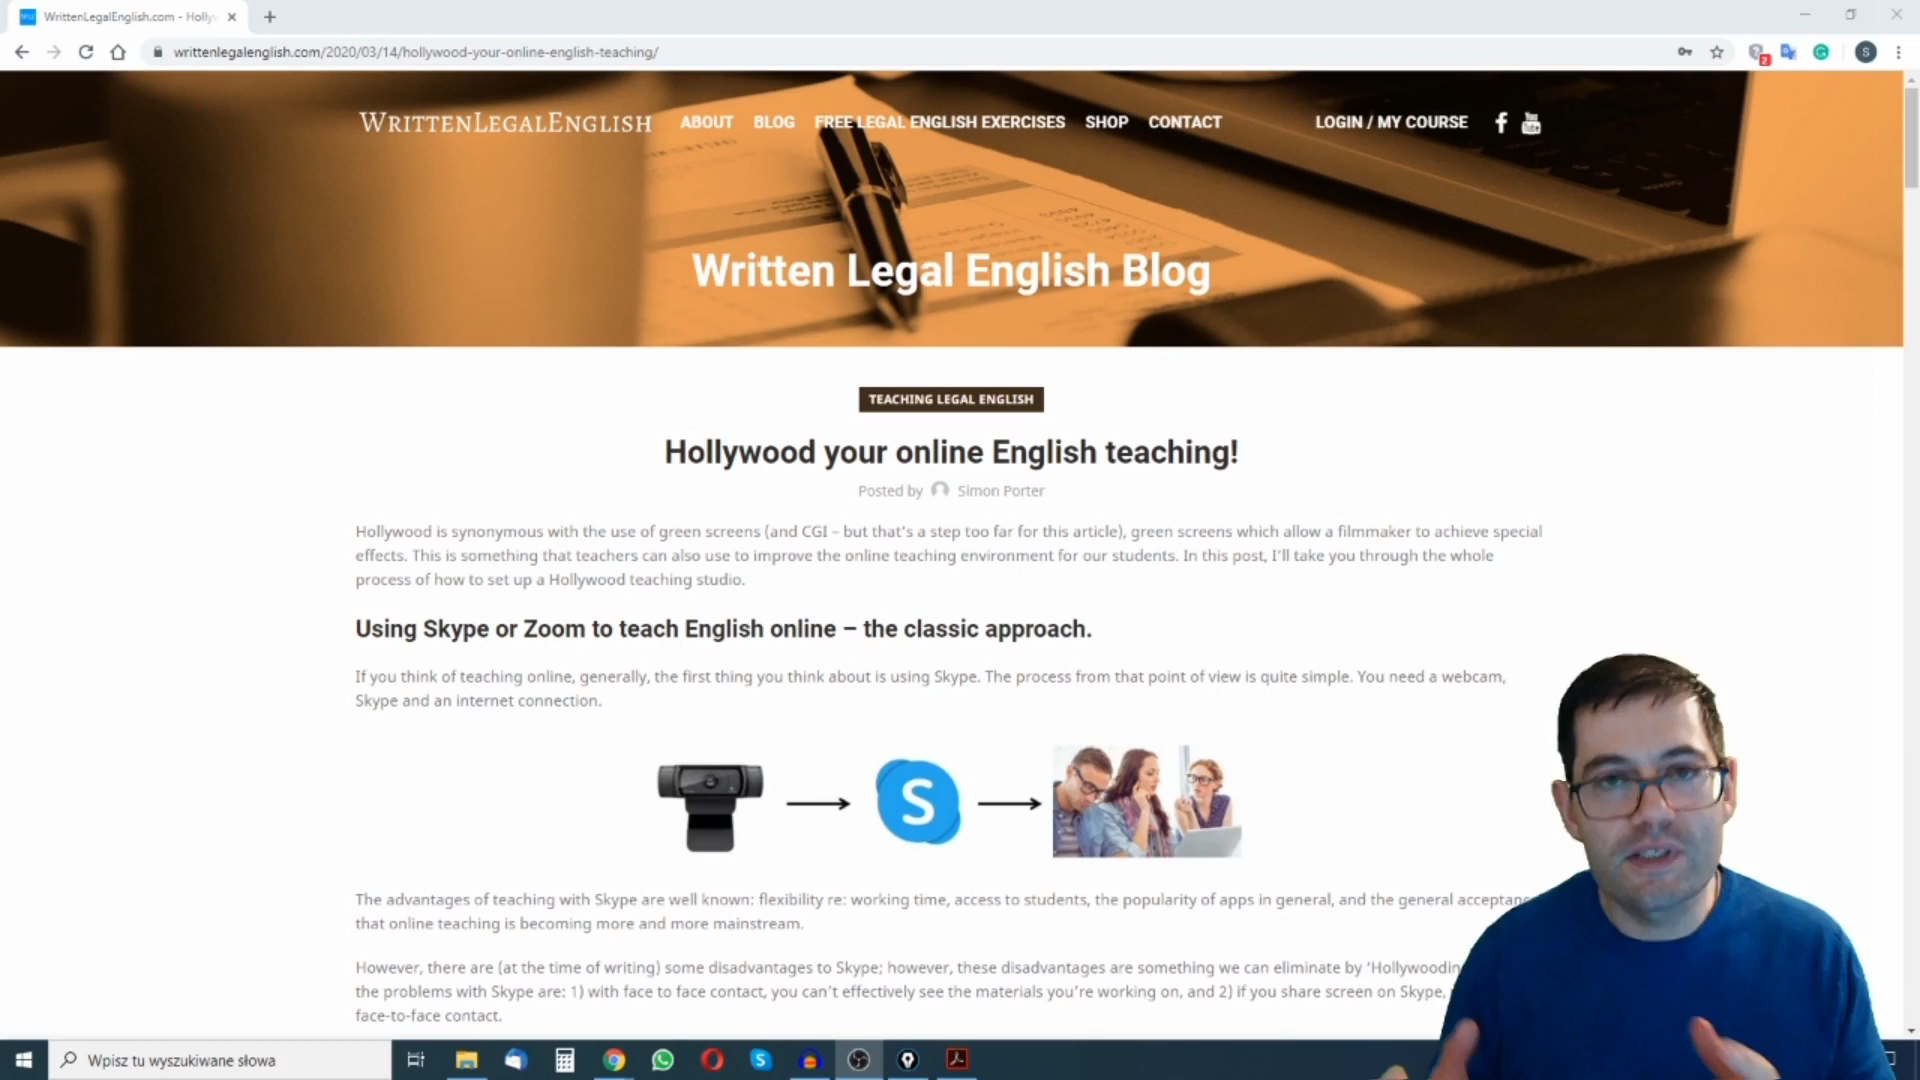 WrittenLegalEnglish.com - Holly
writtenlegalenglish.com/2020/03/14/hollywood-your-online-english-teaching/
2
S
WRITTENLEGALENGLISH ABOUT BLOG FREE LEGAL ENGLISH EXERCISES SHOP CONTACT LOGIN / MY COURSE
You
Tube
Written Legal English Blog
TEACHING LEGAL ENGLISH
Hollywood your online English teaching!
Posted by Simon Porter
Hollywood is synonymous with the use of green screens (and CGI – but that's a step too far for this article), green screens which allow a filmmaker to achieve special
effects. This is something that teachers can also use to improve the online teaching environment for our students. In this post, I'll take you through the whole
process of how to set up a Hollywood teaching studio.
Using Skype or Zoom to teach English online – the classic approach.
If you think of teaching online, generally, the first thing you think about is using Skype. The process from that point of view is quite simple. You need a webcam,
Skype and an internet connection.
S
The advantages of teaching with Skype are well known: flexibility re: working time, access to students, the popularity of apps in general, and the general acceptanc
that online teaching is becoming more and more mainstream.
However, there are (at the time of writing) some disadvantages to Skype; however, these disadvantages are something we can eliminate by 'Hollywoodin
the problems with Skype are: 1) with face to face contact, you can't effectively see the materials you're working on, and 2) if you share screen on Skype,
face-to-face contact.
Wpisz tu wyszukiwane słowa